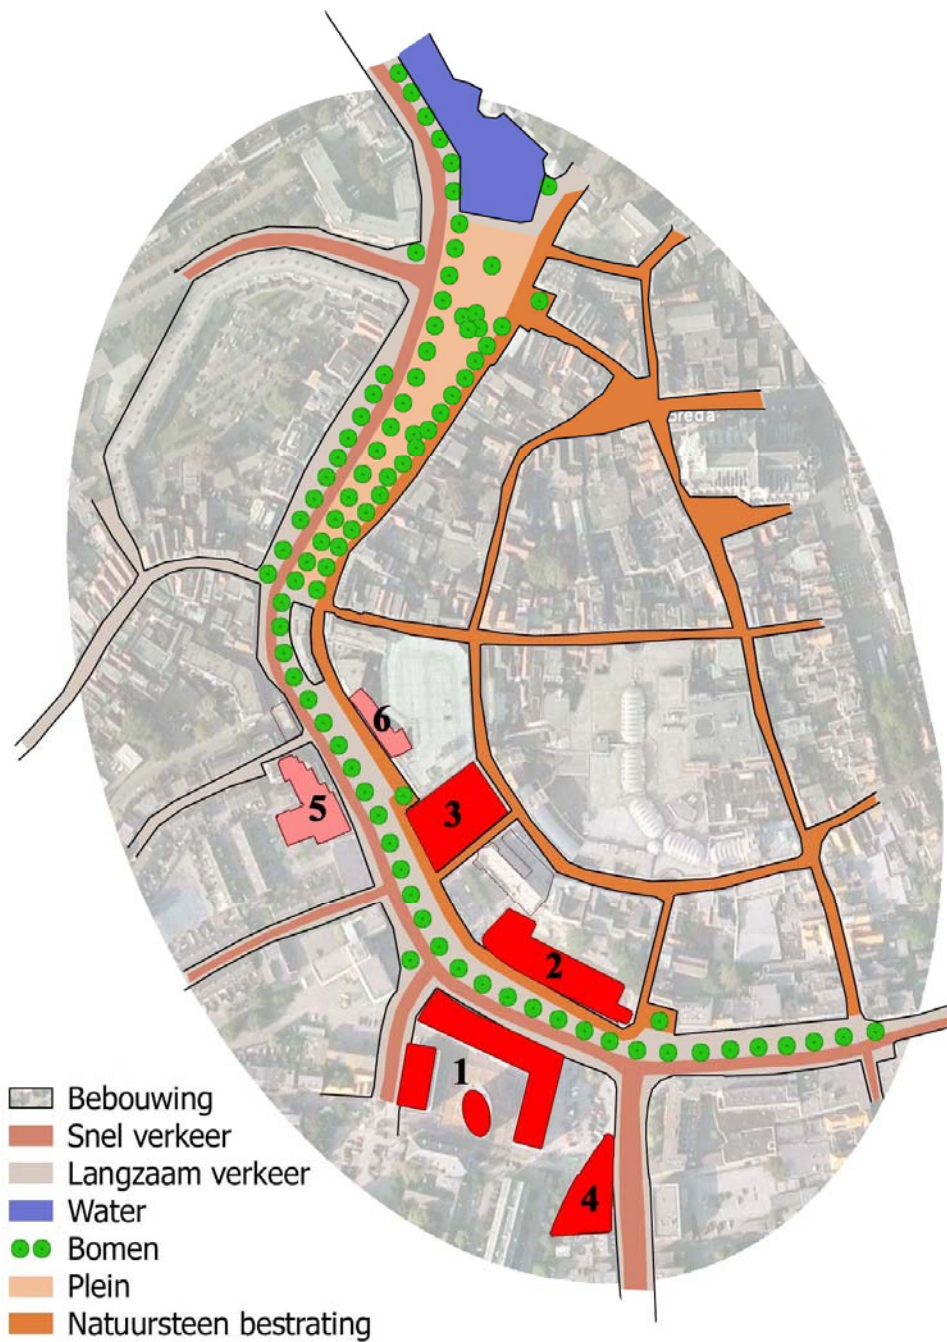 breda
6
5
3
2
1
4
Bebouwing
Snel verkeer
Langzaam verkeer
Water
Bomen
Plein
Natuursteen bestrating